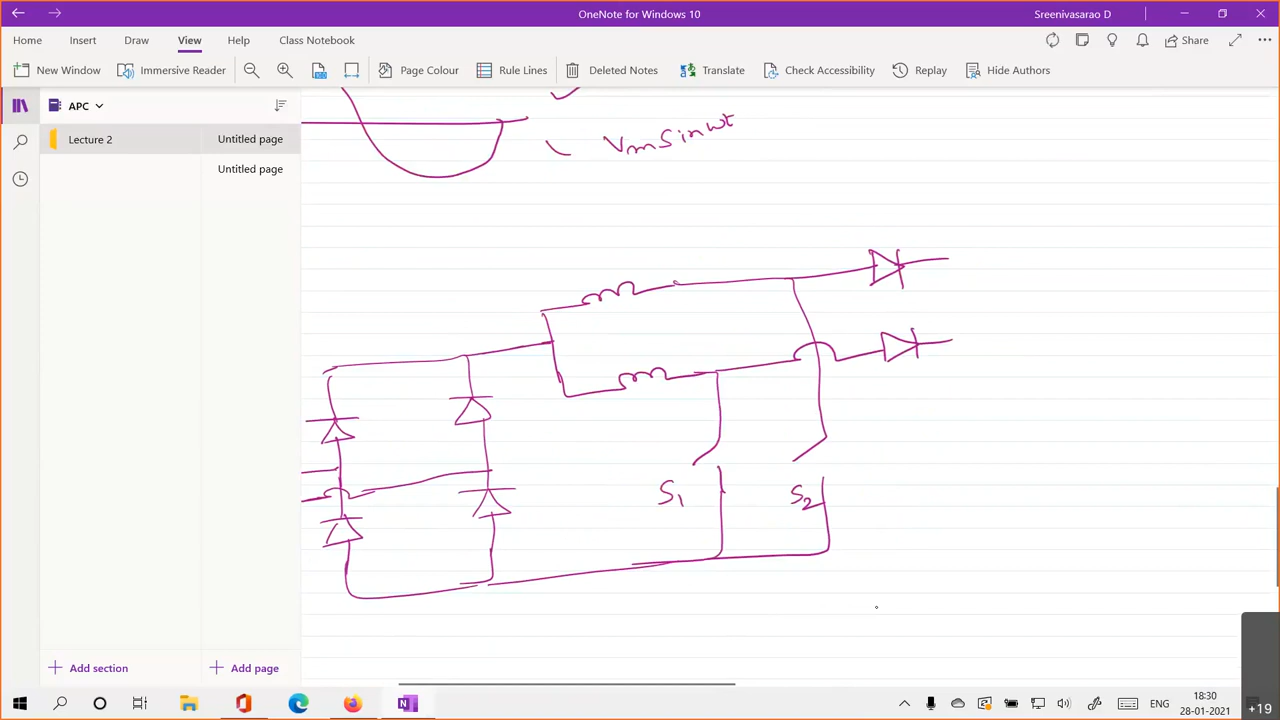 OneNote for Windows 10
Sreenivasarao D
Home Insert Draw View Help Class Notebook
Share
New Window Immersive Reader Page Colour Rule Lines Deleted Notes Translate Check Accessibility Replay Hide Authors
APC
Lecture 2
Untitled page
Untitled page
Vm Sin wt
S1
S2
Add section
Add page
ENG
18:30
28-01-2021
+19